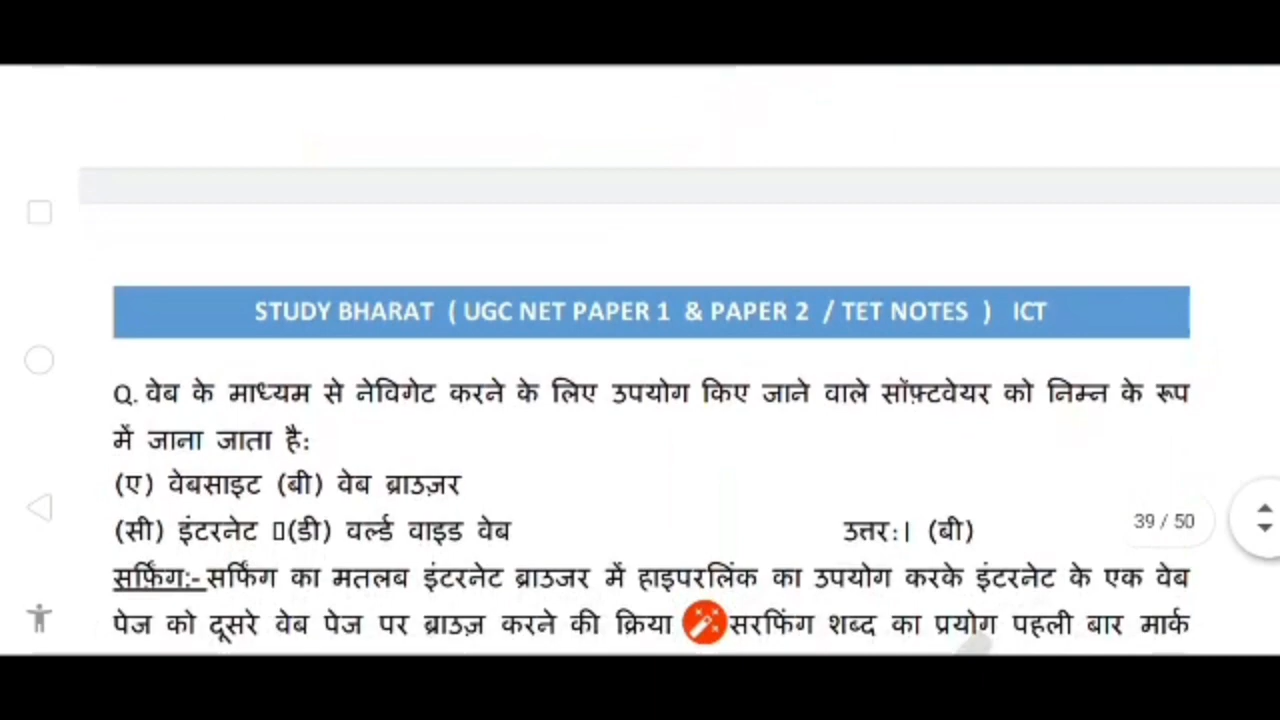 STUDY BHARAT ( UGC NET PAPER 1 & PAPER 2 / TET NOTES ) ICT
Q. वेब के माध्यम से नेविगेट करने के लिए उपयोग किए जाने वाले सॉफ़्टवेयर को निम्न के रूप
में जाना जाता है:
(ए) वेबसाइट (बी) वेब ब्राउज़र
(सी) इंटरनेट (डी) वर्ल्ड वाइड वेब उत्तर:। (बी)
39 / 50
सर्फिंग:- सर्फिंग का मतलब इंटरनेट ब्राउजर में हाइपरलिंक का उपयोग करके इंटरनेट के एक वेब
पेज को दूसरे वेब पेज पर ब्राउज़ करने की क्रिया सरफिंग शब्द का प्रयोग पहली बार मार्क